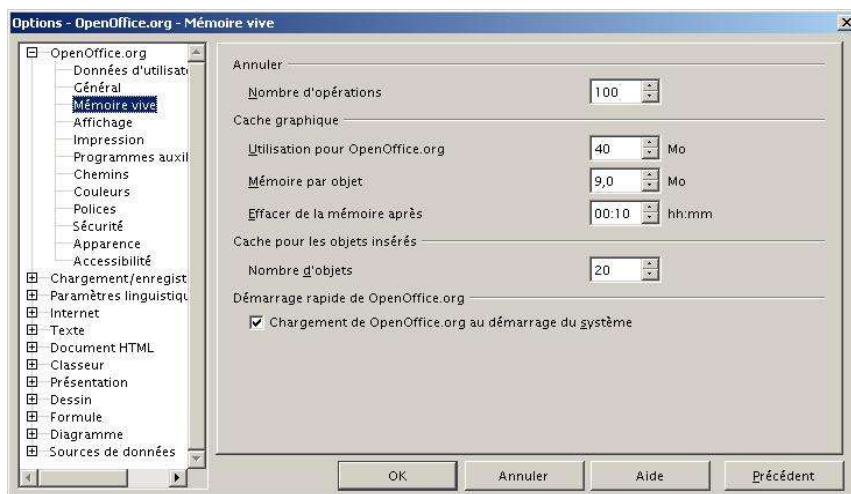 Options - OpenOffice.org - Mémoire vive
OpenOffice.org
Données d'utilisat
Général
Mémoire vive
Affichage
Impression
Programmes auxil
Chemins
Couleurs
Polices
Sécurité
Apparence
Accessibilité
Chargement/enregist
Paramètres linguistiqu
Internet
Texte
Document HTML
Classeur
Présentation
Dessin
Formule
Diagramme
Sources de données
Annuler
Nombre d'opérations 100
Cache graphique
Utilisation pour OpenOffice.org 40 Mo
Mémoire par objet 9,0 Mo
Effacer de la mémoire après 00:10 hh:mm
Cache pour les objets insérés
Nombre d'objets 20
Démarrage rapide de OpenOffice.org
Chargement de OpenOffice.org au démarrage du système
OK Annuler Aide Précédent